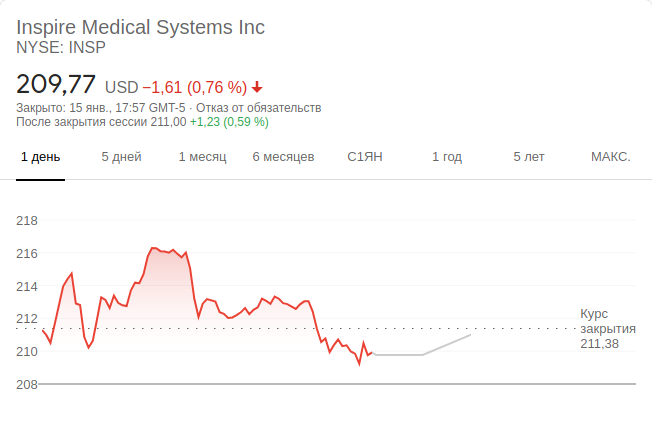 Inspire Medical Systems Inc
NYSE: INSP
209,77 USD −1,61 (0,76 %)
Закрыто: 15 янв., 17:57 GMT-5 · Отказ от обязательств
После закрытия сессии 211,00 +1,23 (0,59 %)
1 день 5 дней 1 месяц 6 месяцев С1ЯН 1 год 5 лет МАКС.
218
216
214
212
210
208
Курс
закрытия
211,38